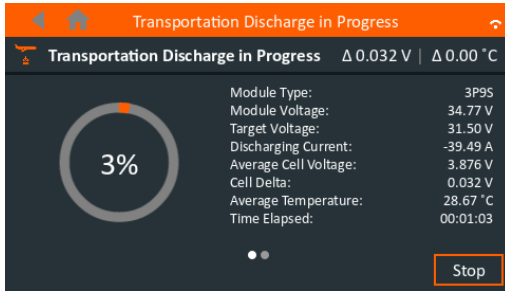 Transportation Discharge in Progress
Transportation Discharge in Progress Δ 0.032 V | Δ 0.00 °C
Module Type: 3P9S
Module Voltage: 34.77 V
Target Voltage: 31.50 V
Discharging Current: -39.49 A
3% Average Cell Voltage: 3.876 V
Cell Delta: 0.032 V
Average Temperature: 28.67 °C
Time Elapsed: 00:01:03
Stop